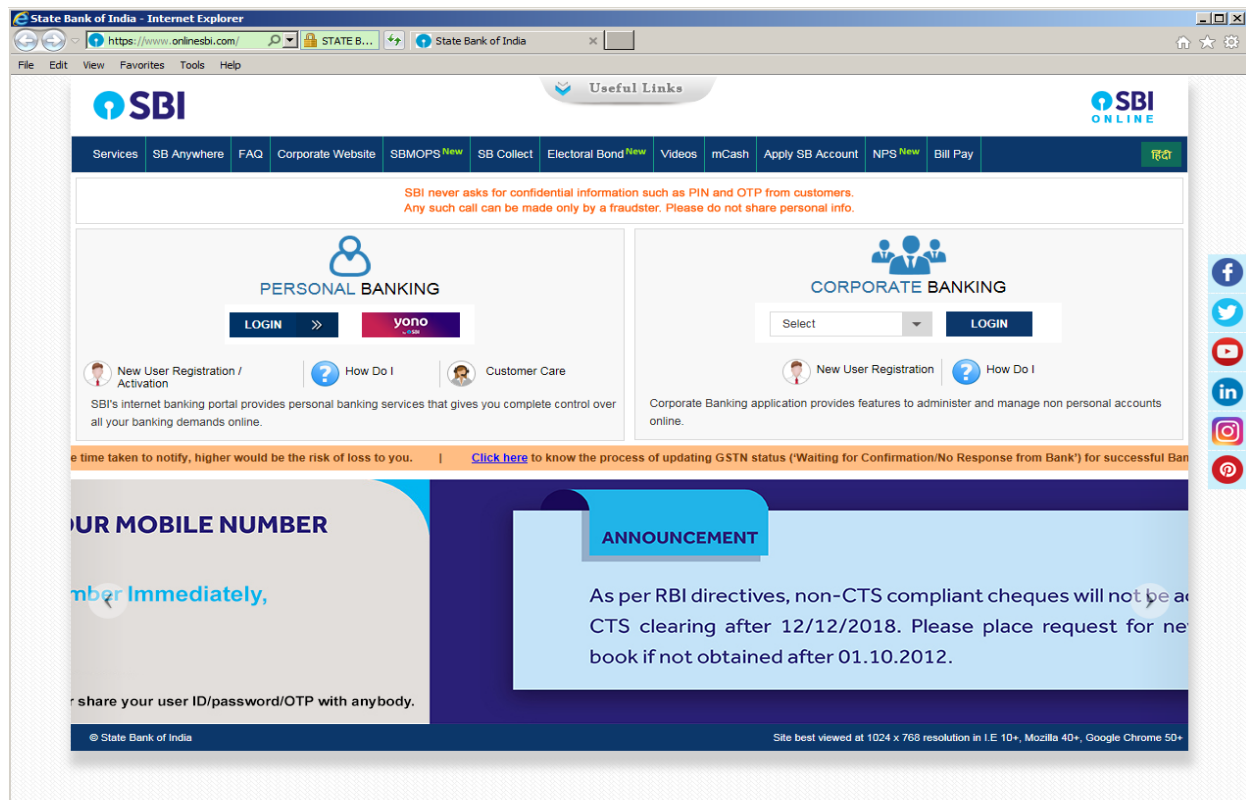 State Bank of India - Internet Explorer
https://www.onlinesbi.com/
STATE B...
State Bank of India
File Edit View Favorites Tools Help
SBI
Useful Links
SBI
ONLINE
Services SB Anywhere FAQ Corporate Website SBMOPS New SB Collect Electoral Bond New Videos mCash Apply SB Account NPS New Bill Pay हिंदी
SBI never asks for confidential information such as PIN and OTP from customers.
Any such call can be made only by a fraudster. Please do not share personal info.
PERSONAL BANKING
LOGIN »
yono
by SBI
New User Registration /
Activation
How Do I
Customer Care
SBI's internet banking portal provides personal banking services that gives you complete control over
all your banking demands online.
CORPORATE BANKING
Select
LOGIN
New User Registration
How Do I
Corporate Banking application provides features to administer and manage non personal accounts
online.
e time taken to notify, higher would be the risk of loss to you. | Click here to know the process of updating GSTN status ('Waiting for Confirmation/No Response from Bank') for successful Ban
OUR MOBILE NUMBER
mber Immediately,
r share your user ID/password/OTP with anybody.
ANNOUNCEMENT
As per RBI directives, non-CTS compliant cheques will not be a
CTS clearing after 12/12/2018. Please place request for ne
book if not obtained after 01.10.2012.
© State Bank of India
Site best viewed at 1024 x 768 resolution in I.E 10+, Mozilla 40+, Google Chrome 50+